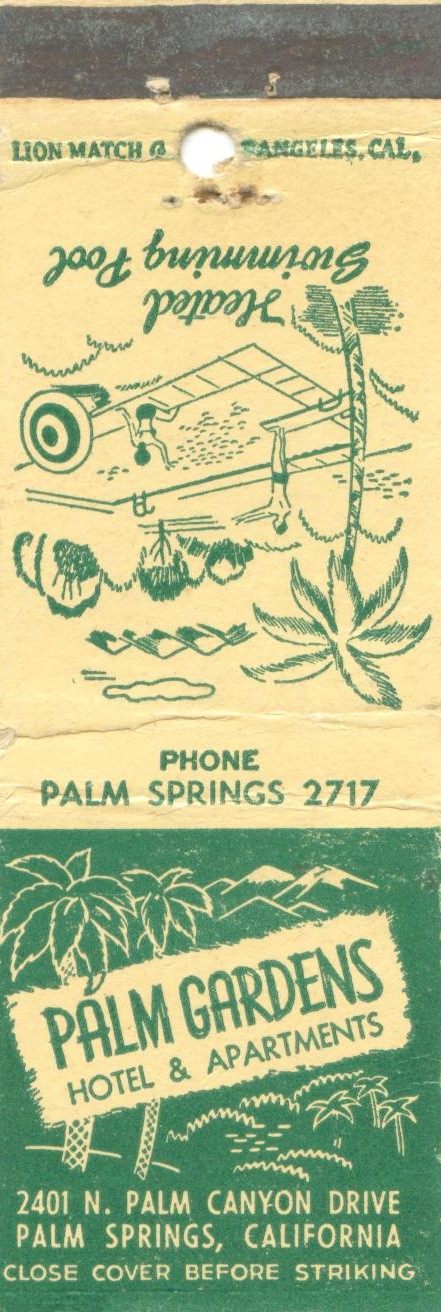 LION MATCH ANGELES, CAL.
Heated
Swimming Pool
PHONE
PALM SPRINGS 2717
PALM GARDENS
HOTEL & APARTMENTS
2401 N. PALM CANYON DRIVE
PALM SPRINGS, CALIFORNIA
CLOSE COVER BEFORE STRIKING